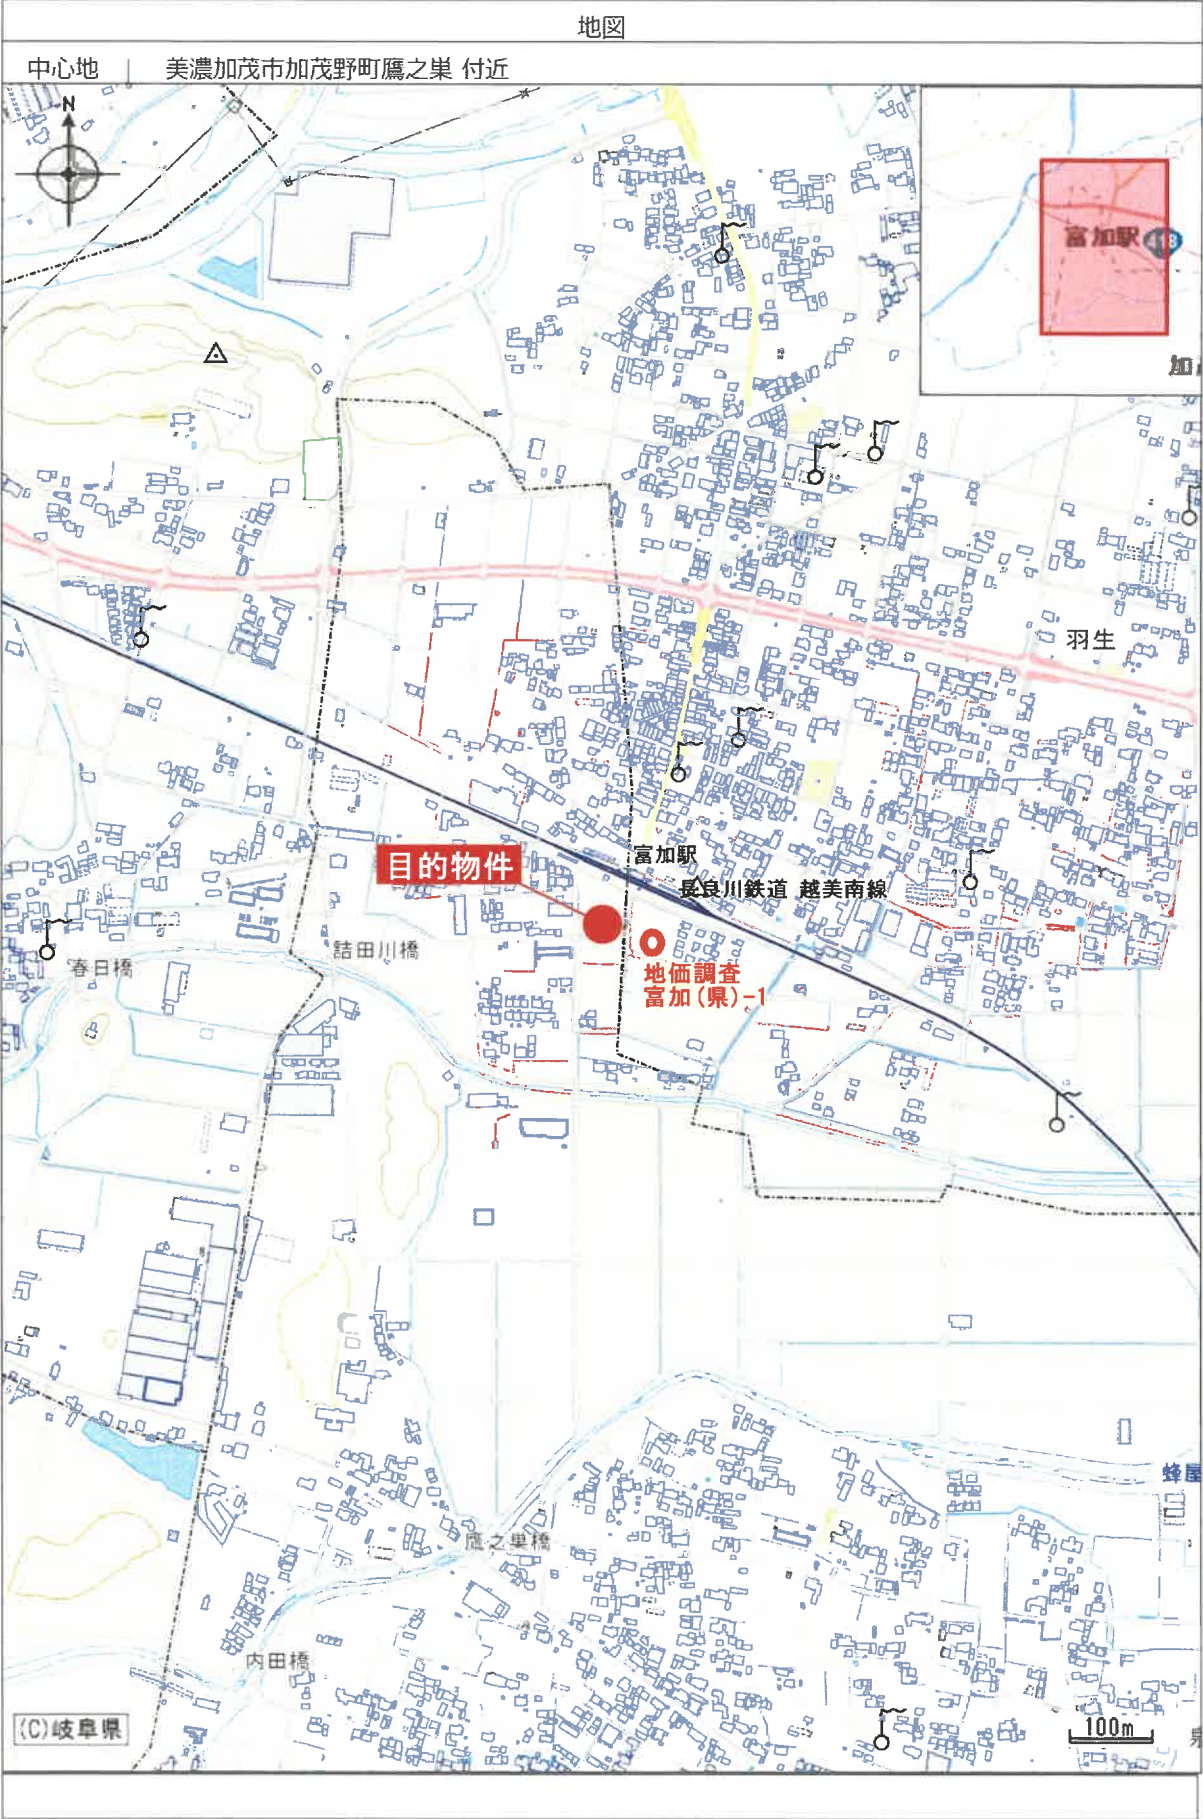 地図
中心地 美濃加茂市加茂野町鷹之巣 付近
N
富加駅
羽生
目的物件
富加駅
長良川鉄道 越美南線
詰田川橋
春日橋
地価調査
富加(県)-1
蜂屋
鷹之巣橋
内田橋
(C)岐阜県
100m